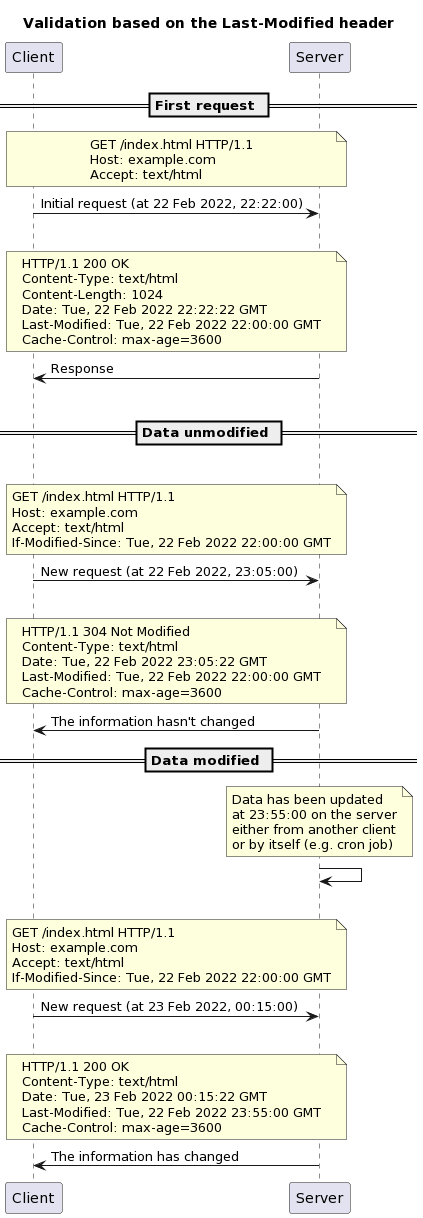 Validation based on the Last-Modified header
Client
Server
First request
GET /index.html HTTP/1.1
Host: example.com
Accept: text/html
Initial request (at 22 Feb 2022, 22:22:00)
HTTP/1.1 200 OK
Content-Type: text/html
Content-Length: 1024
Date: Tue, 22 Feb 2022 22:22:22 GMT
Last-Modified: Tue, 22 Feb 2022 22:00:00 GMT
Cache-Control: max-age=3600
Response
Data unmodified
GET /index.html HTTP/1.1
Host: example.com
Accept: text/html
If-Modified-Since: Tue, 22 Feb 2022 22:00:00 GMT
New request (at 22 Feb 2022, 23:05:00)
HTTP/1.1 304 Not Modified
Content-Type: text/html
Date: Tue, 22 Feb 2022 23:05:22 GMT
Last-Modified: Tue, 22 Feb 2022 22:00:00 GMT
Cache-Control: max-age=3600
The information hasn't changed
Data modified
Data has been updated
at 23:55:00 on the server
either from another client
or by itself (e.g. cron job)
GET /index.html HTTP/1.1
Host: example.com
Accept: text/html
If-Modified-Since: Tue, 22 Feb 2022 22:00:00 GMT
New request (at 23 Feb 2022, 00:15:00)
HTTP/1.1 200 OK
Content-Type: text/html
Date: Tue, 23 Feb 2022 00:15:22 GMT
Last-Modified: Tue, 22 Feb 2022 23:55:00 GMT
Cache-Control: max-age=3600
The information has changed
Client
Server